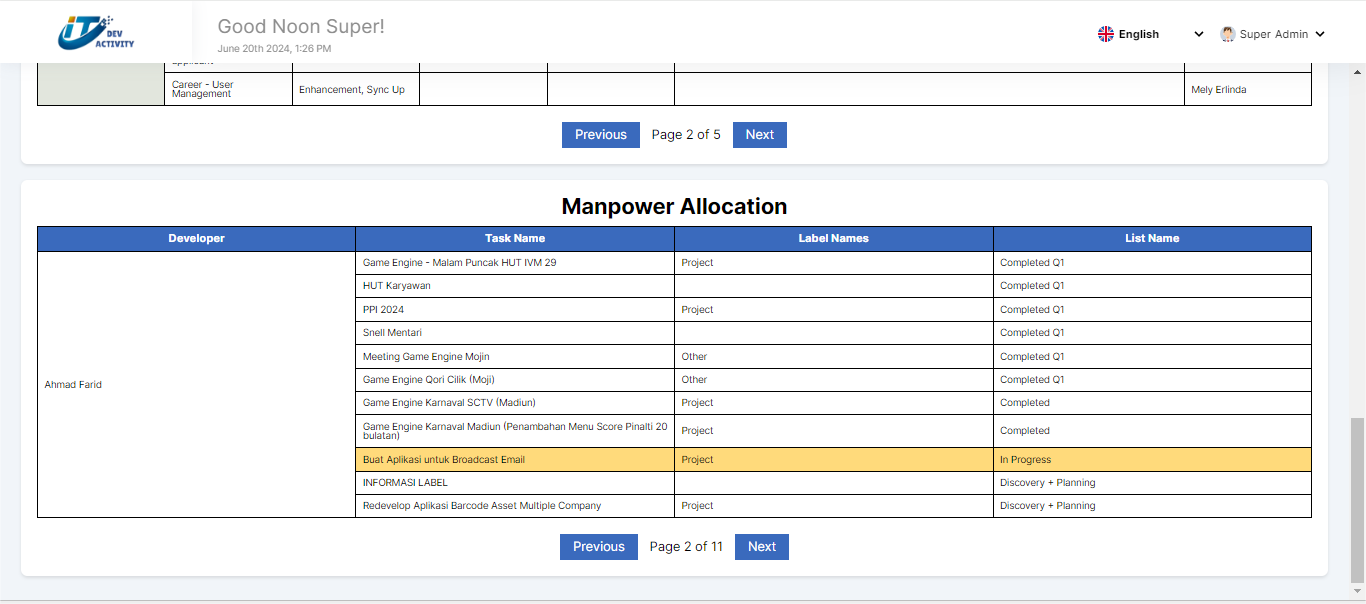 iT
DEV
ACTIVITY
Good Noon Super!
June 20th 2024, 1:26 PM
English
Super Admin
applicant
Career - User
Management
Enhancement, Sync Up
Mely Erlinda
Previous
Page 2 of 5
Next
Manpower Allocation
Developer
Task Name
Label Names
List Name
Ahmad Farid
Game Engine - Malam Puncak HUT IVM 29
Project
Completed Q1
HUT Karyawan
Completed Q1
PPI 2024
Project
Completed Q1
Snell Mentari
Completed Q1
Meeting Game Engine Mojin
Other
Completed Q1
Game Engine Qori Cilik (Moji)
Other
Completed Q1
Game Engine Karnaval SCTV (Madiun)
Project
Completed
Game Engine Karnaval Madiun (Penambahan Menu Score Pinalti 20
bulatan)
Project
Completed
Buat Aplikasi untuk Broadcast Email
Project
In Progress
INFORMASI LABEL
Discovery + Planning
Redevelop Aplikasi Barcode Asset Multiple Company
Project
Discovery + Planning
Previous
Page 2 of 11
Next